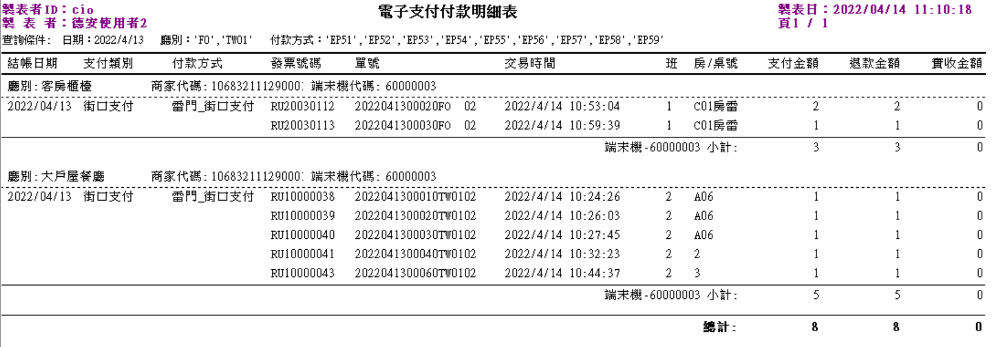 製表者ID：cio
製 表 者：德安使用者2
電子支付付款明細表
製表日：2022/04/14 11:10:18
頁1 / 1
查詢條件: 日期：2022/4/13 廳別：'FO','TW01' 付款方式：'EP51','EP52','EP53','EP54','EP55','EP56','EP57','EP58','EP59'
結帳日期 支付類別 付款方式 發票號碼 單號 交易時間 班 房/桌號 支付金額 退款金額 實收金額
廳別:客房櫃檯 商家代碼: 10683211129000: 端末機代碼: 60000003
2022/04/13 街口支付 雷門_街口支付 RU20030112 2022041300020FO 02 2022/4/14 10:53:04 1 C01房雷 2 2 0
RU20030113 2022041300030FO 02 2022/4/14 10:59:39 1 C01房雷 1 1 0
端末機-60000003 小計: 3 3 0
廳別:大戶屋餐廳 商家代碼: 10683211129000: 端末機代碼: 60000003
2022/04/13 街口支付 雷門_街口支付 RU10000038 2022041300010TW0102 2022/4/14 10:24:26 2 A06 1 1 0
RU10000039 2022041300020TW0102 2022/4/14 10:26:03 2 A06 1 1 0
RU10000040 2022041300030TW0102 2022/4/14 10:27:45 2 A06 1 1 0
RU10000041 2022041300040TW0102 2022/4/14 10:32:23 2 2 1 1 0
RU10000043 2022041300060TW0102 2022/4/14 10:44:37 2 3 1 1 0
端末機-60000003 小計: 5 5 0
總計: 8 8 0